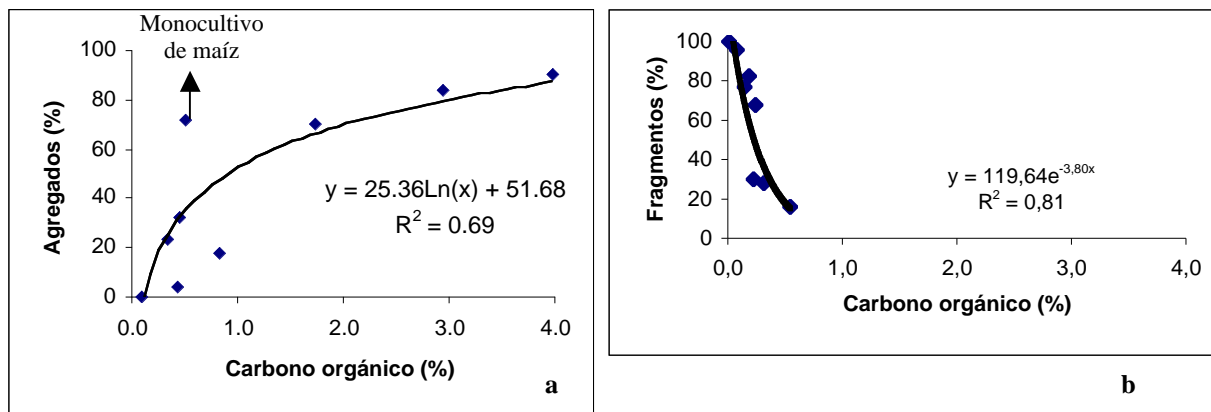 Monocultivo
de maíz
100
80
60
40
20
0
Agregados (%)
y = 25.36Ln(x) + 51.68
R² = 0.69
0.0 1.0 2.0 3.0 4.0
Carbono orgánico (%)
a
100
80
60
40
20
0
Fragmentos (%)
y = 119,64e^-3,80x
R² = 0,81
0,0 1,0 2,0 3,0 4,0
Carbono orgánico (%)
b